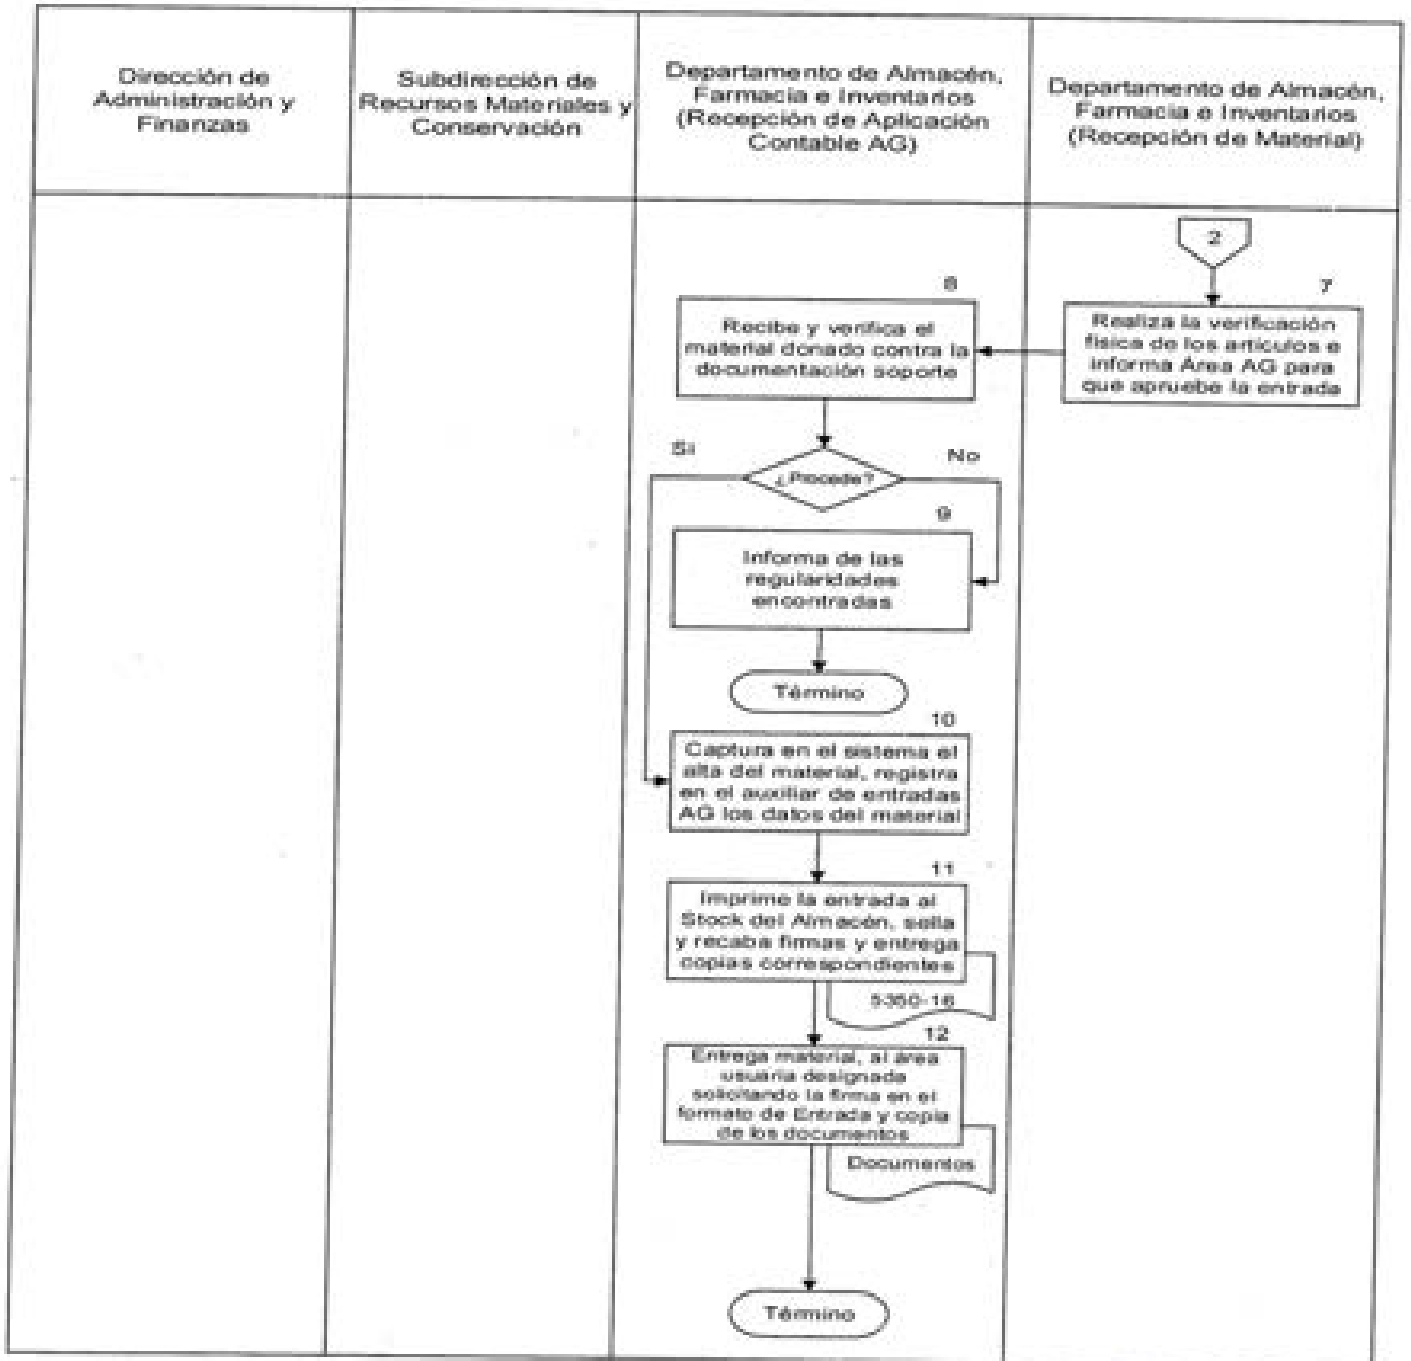 Dirección de
Administración y
Finanzas
Subdirección de
Recursos Materiales y
Conservación
Departamento de Almacén,
Farmacia e Inventarios
(Recepción de Aplicación
Contable AG)
Departamento de Almacén,
Farmacia e Inventarios
(Recepción de Material)
2
7
Realiza la verificación
física de los artículos e
informa Área AG para
que apruebe la entrada
8
Recibe y verifica el
material donado contra la
documentación soporte
¿Procede?
Si
No
9
Informa de las
regularidades
encontradas
Término
10
Captura en el sistema el
alta del material, registra
en el auxiliar de entradas
AG los datos del material
11
Imprime la entrada al
Stock del Almacén, sella
y recaba firmas y entrega
copias correspondientes
5350-16
12
Entrega material, al área
usuaria designada
solicitando la firma en el
formato de Entrada y copia
de los documentos
Documentos
Término